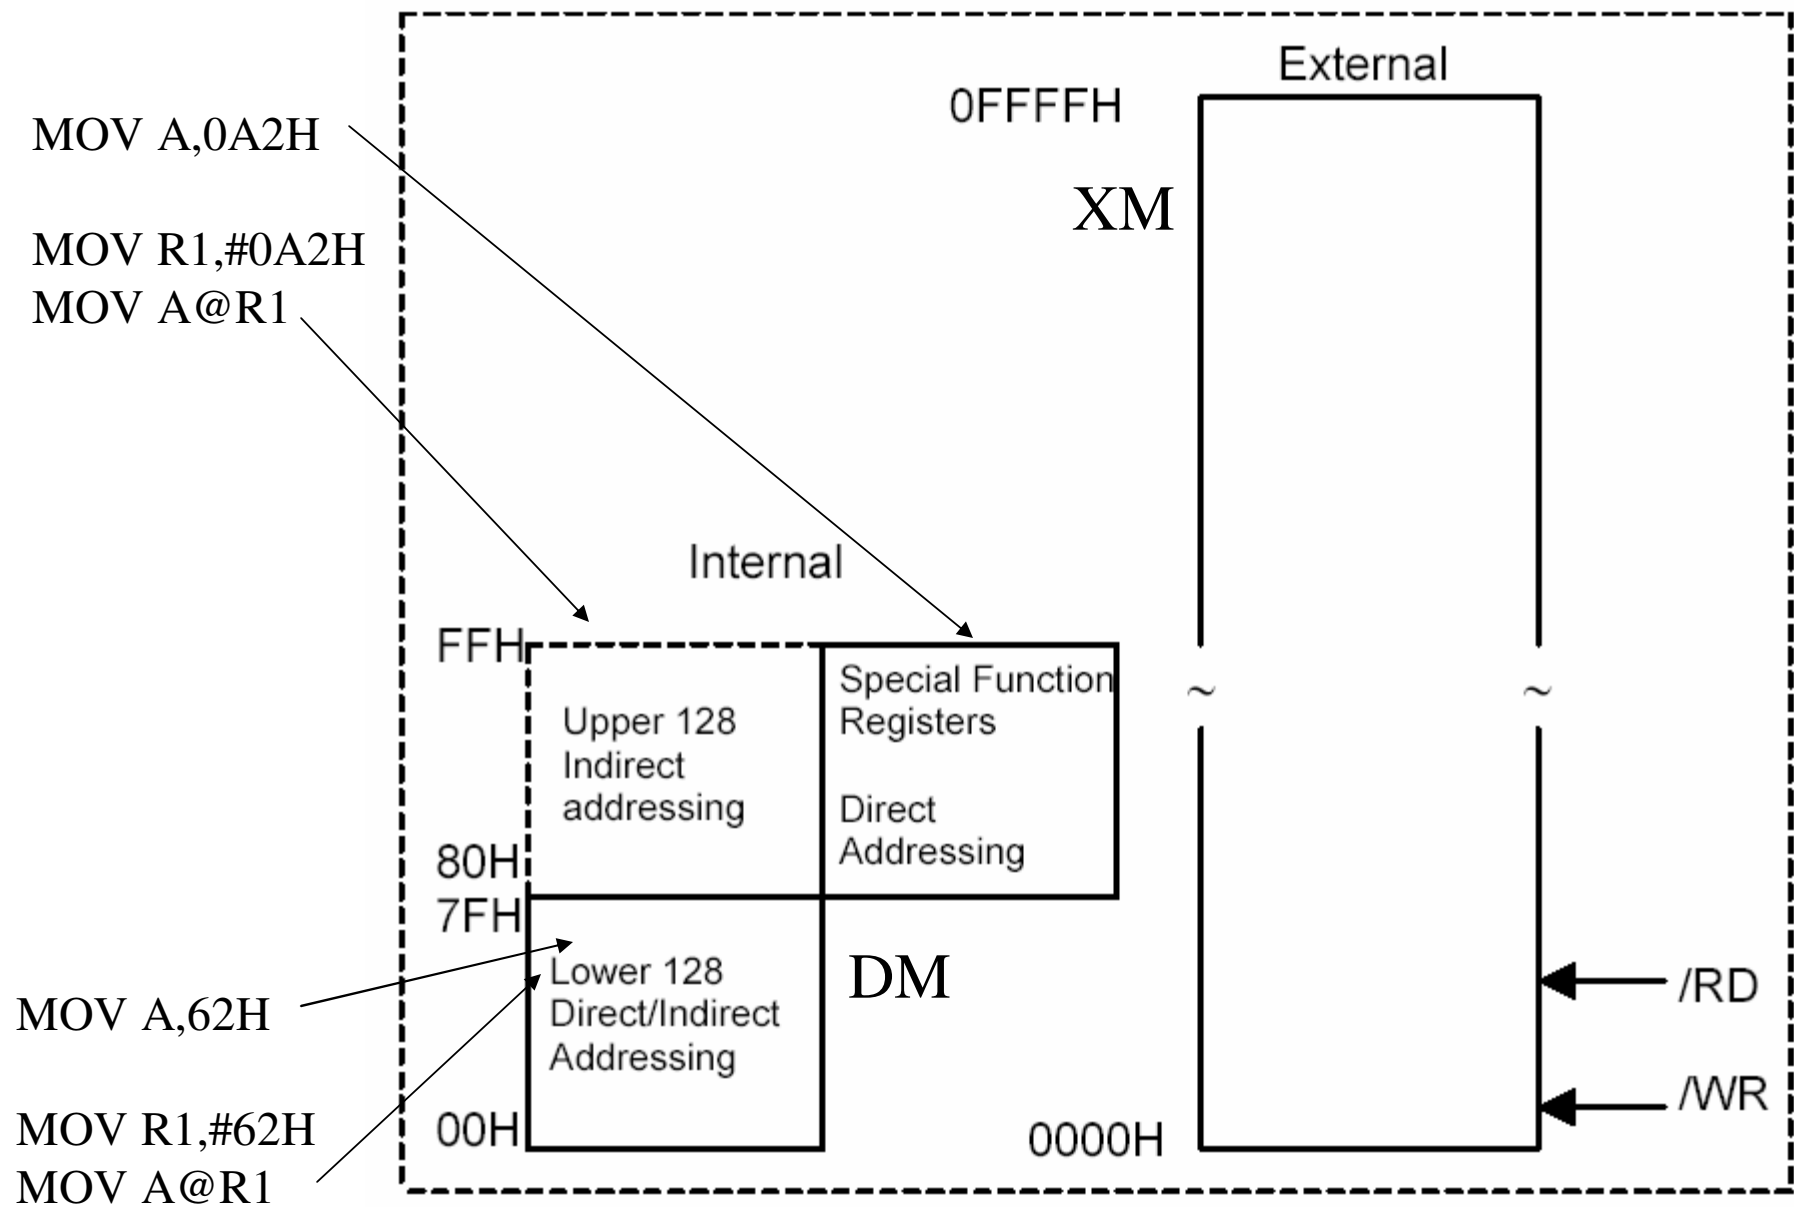 External
0FFFFH
MOV A,0A2H
XM
MOV R1,#0A2H
MOV A@R1
Internal
FFH
Special Function
Registers
Direct
Addressing
Upper 128
Indirect
addressing
~
~
80H
7FH
Lower 128
Direct/Indirect
Addressing
DM
/RD
MOV A,62H
/WR
MOV R1,#62H
MOV A@R1
00H
0000H